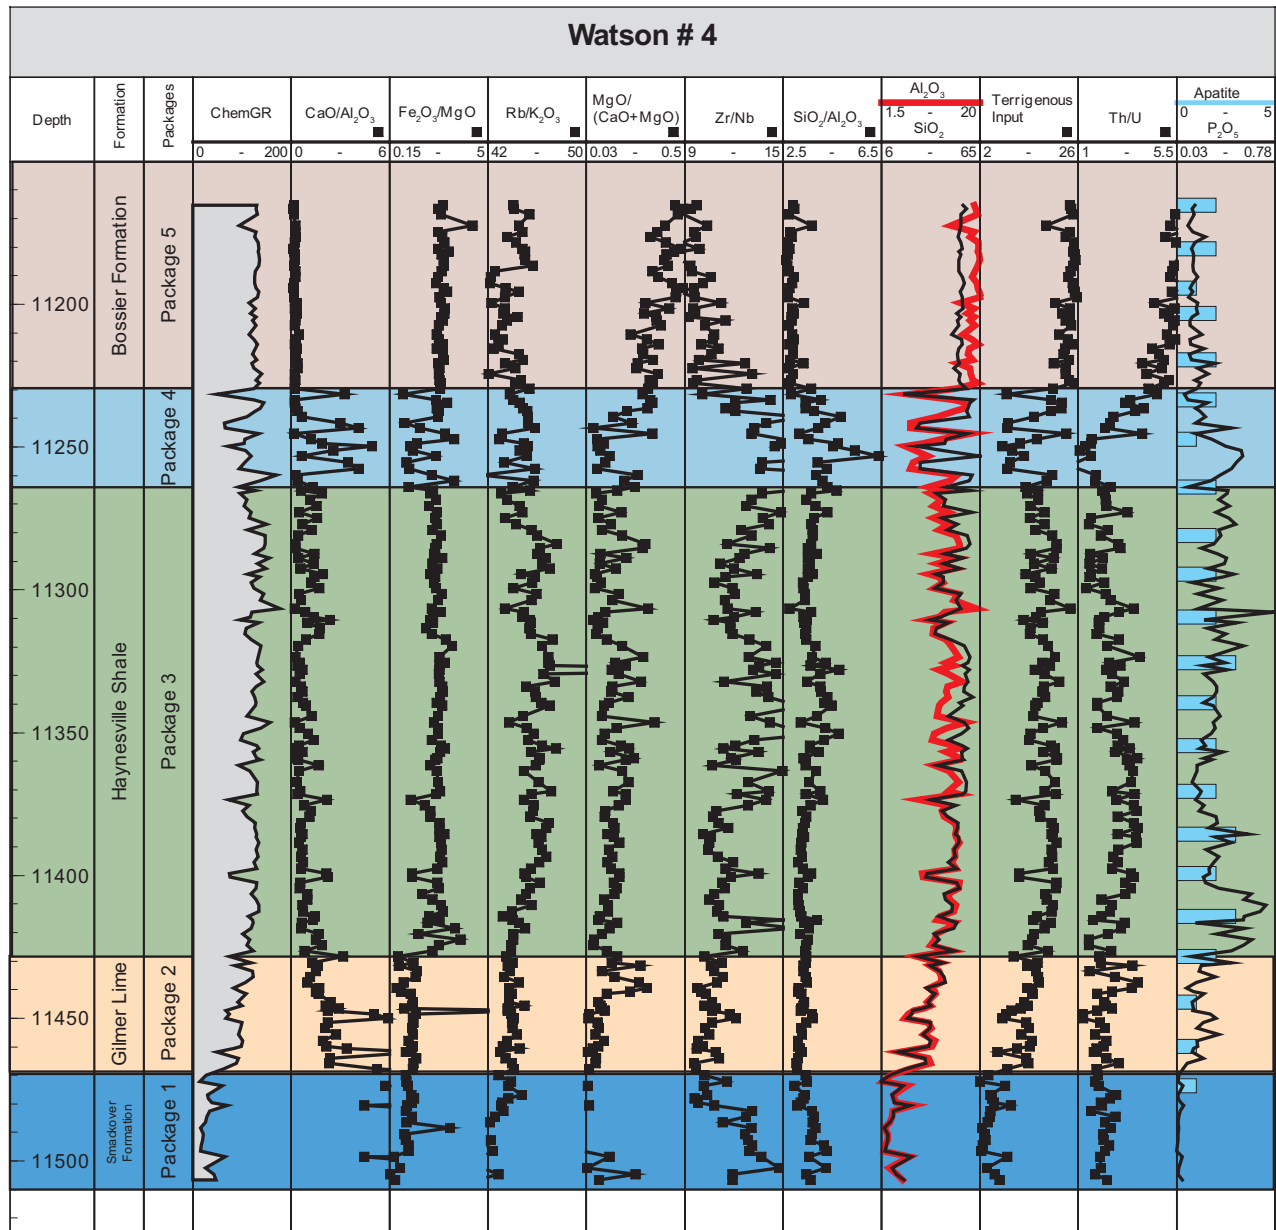 Watson # 4
Depth
Formation
Packages
ChemGR
0 - 200
CaO/Al₂O₃
0 - 6
Fe₂O₃/MgO
0.15 - 5
Rb/K₂O₃
42 - 50
MgO/
(CaO+MgO)
0.03 - 0.5
Zr/Nb
9 - 15
SiO₂/Al₂O₃
2.5 - 6.5
Al₂O₃
1.5 - 20
SiO₂
6 - 65
Terrigenous
Input
2 - 26
Th/U
1 - 5.5
Apatite
0 - 5
P₂O₅
0.03 - 0.78
Bossier Formation
Package 5
11200
Package 4
11250
Haynesville Shale
Package 3
11300
11350
11400
Gilmer Lime
Package 2
11450
Smackover
Formation
Package 1
11500